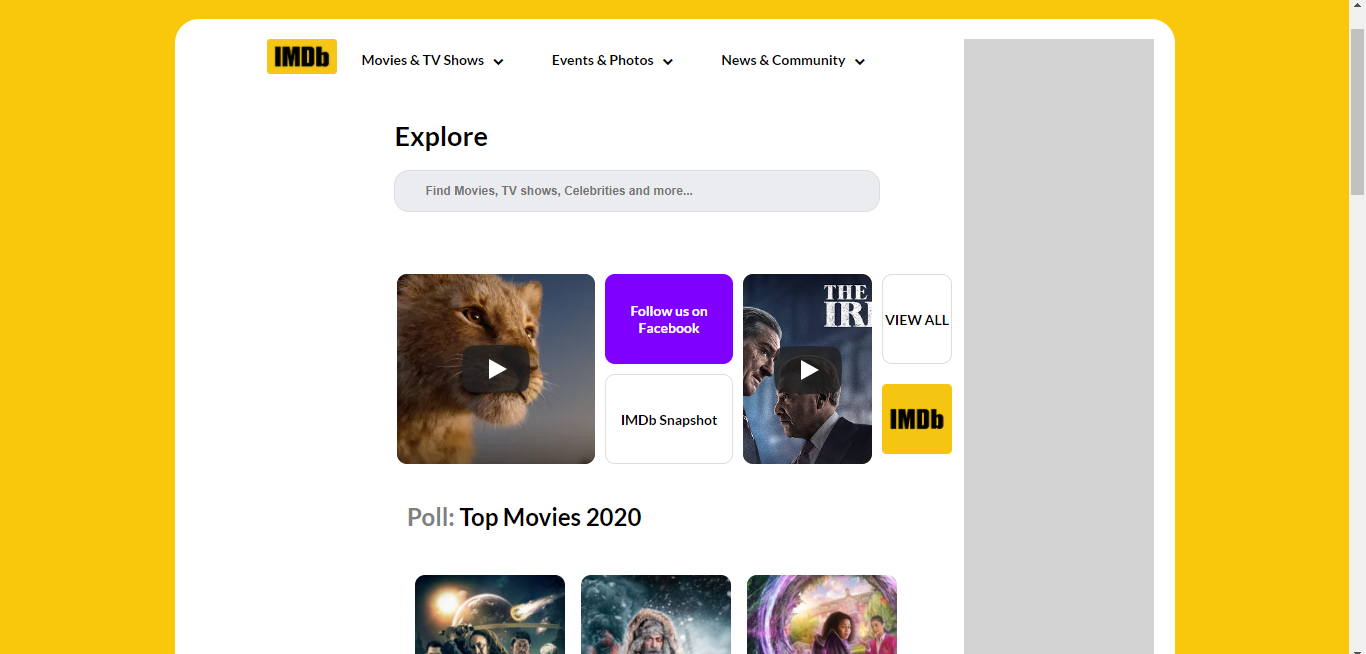 IMDb
Movies & TV Shows
Events & Photos
News & Community
Explore
Find Movies, TV shows, Celebrities and more...
Follow us on
Facebook
IMDb Snapshot
THE
VIEW ALL
IMDb
Poll: Top Movies 2020